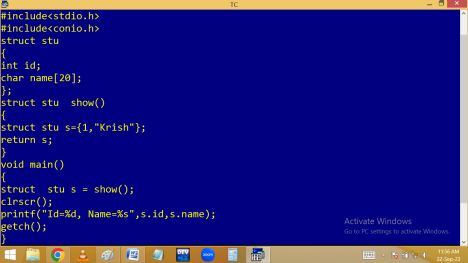 TC
#include<stdio.h>
#include<conio.h>
struct stu
{
int id;
char name[20];
};
struct stu  show()
{
struct stu s={1,"Krish"};
return s;
}
void main()
{
struct  stu s = show();
clrscr();
printf("Id=%d, Name=%s",s.id,s.name);
getch();
}
Activate Windows
Go to PC settings to activate Windows.
11:56 AM
22-Sep-23